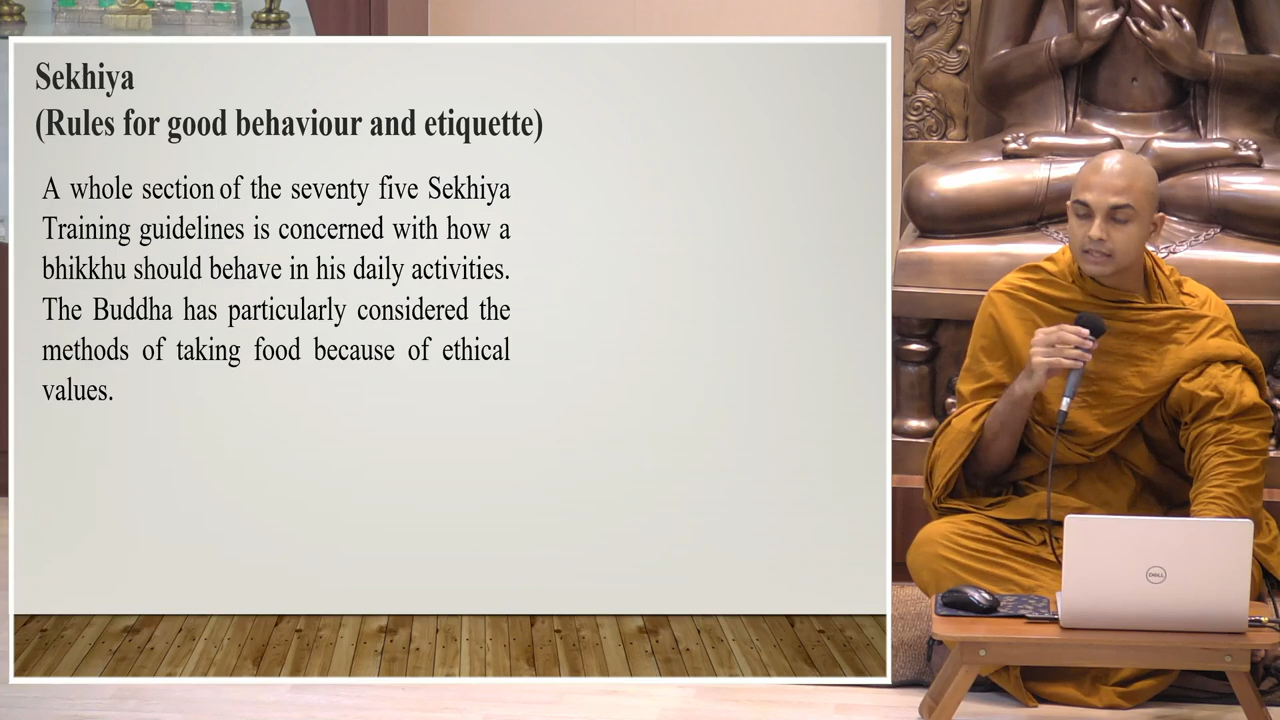 Sekhiya
(Rules for good behaviour and etiquette)
A whole section of the seventy five Sekhiya
Training guidelines is concerned with how a
bhikkhu should behave in his daily activities.
The Buddha has particularly considered the
methods of taking food because of ethical
values.
DELL